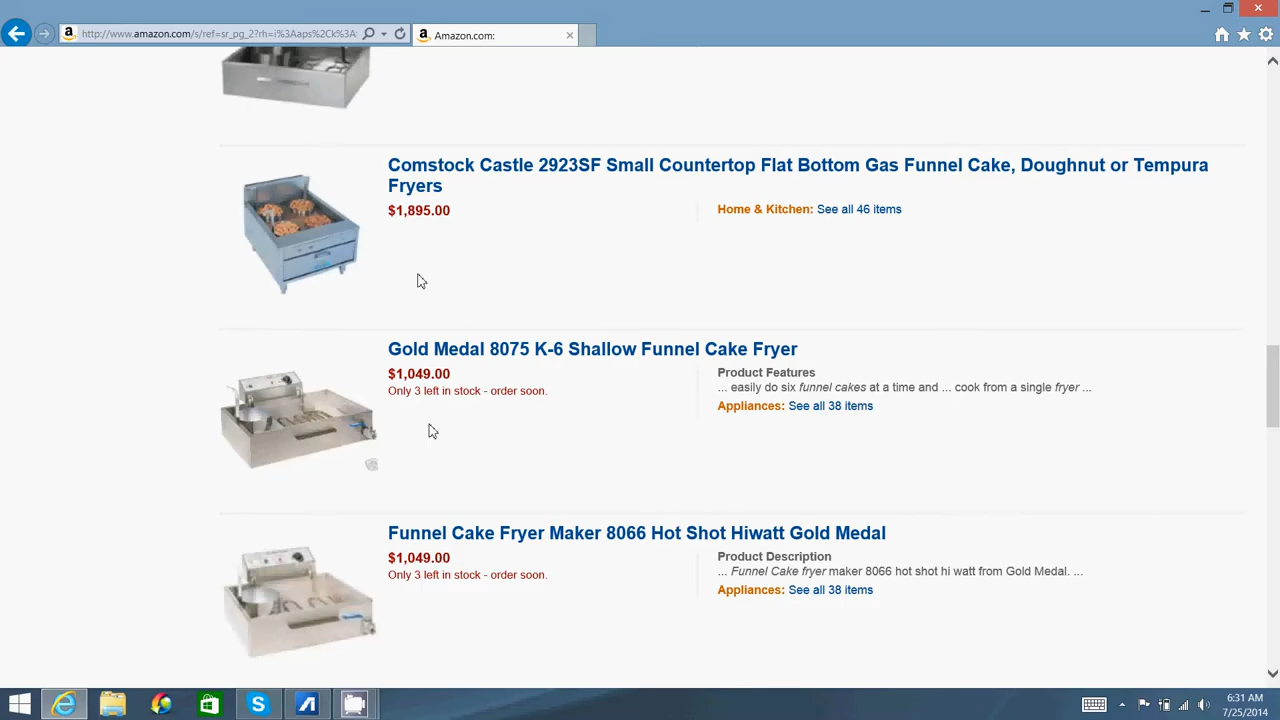 http://www.amazon.com/s/ref=sr_pg_2?rh=i%3Aaps%2Ck%3A
Amazon.com:
Comstock Castle 2923SF Small Countertop Flat Bottom Gas Funnel Cake, Doughnut or Tempura
Fryers
$1,895.00
Home & Kitchen: See all 46 items
Gold Medal 8075 K-6 Shallow Funnel Cake Fryer
$1,049.00
Only 3 left in stock - order soon.
Product Features
... easily do six funnel cakes at a time and ... cook from a single fryer ...
Appliances: See all 38 items
Funnel Cake Fryer Maker 8066 Hot Shot Hiwatt Gold Medal
$1,049.00
Only 3 left in stock - order soon.
Product Description
... Funnel Cake fryer maker 8066 hot shot hi watt from Gold Medal. ...
Appliances: See all 38 items
6:31 AM
7/25/2014